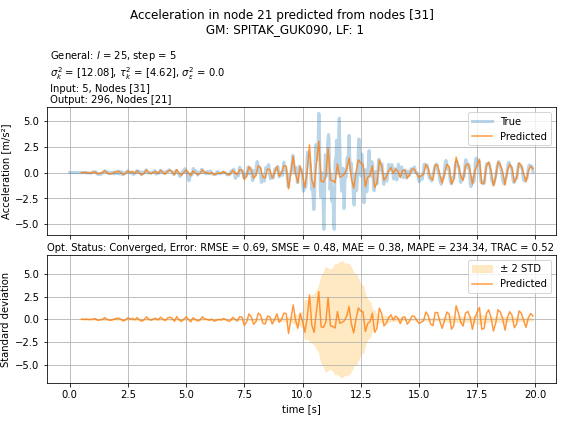 Acceleration in node 21 predicted from nodes [31]
GM: SPITAK_GUK090, LF: 1
General: l = 25, step = 5
σ²ₖ = [12.08], τ²ₖ = [4.62], σ²ε = 0.0
Input: 5, Nodes [31]
Output: 296, Nodes [21]
Acceleration [m/s²]
5.0
2.5
0.0
−2.5
−5.0
True
Predicted
Opt. Status: Converged, Error: RMSE = 0.69, SMSE = 0.48, MAE = 0.38, MAPE = 234.34, TRAC = 0.52
Standard deviation
5.0
2.5
0.0
−2.5
−5.0
± 2 STD
Predicted
0.0 2.5 5.0 7.5 10.0 12.5 15.0 17.5 20.0
time [s]